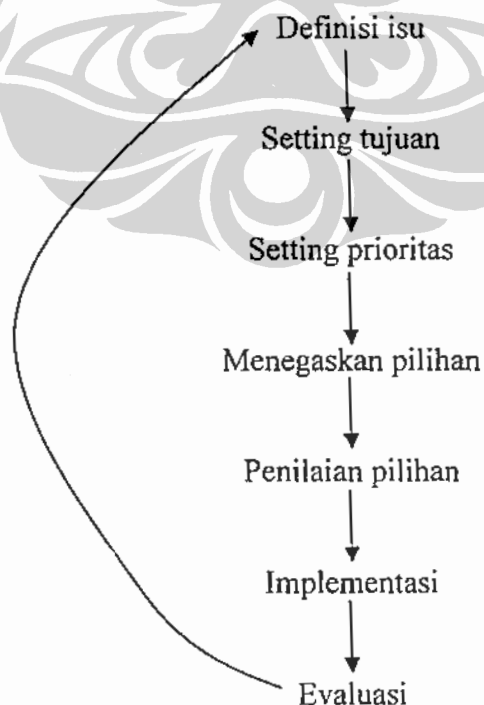 Definisi isu
Setting tujuan
Setting prioritas
Menegaskan pilihan
Penilaian pilihan
Implementasi
Evaluasi